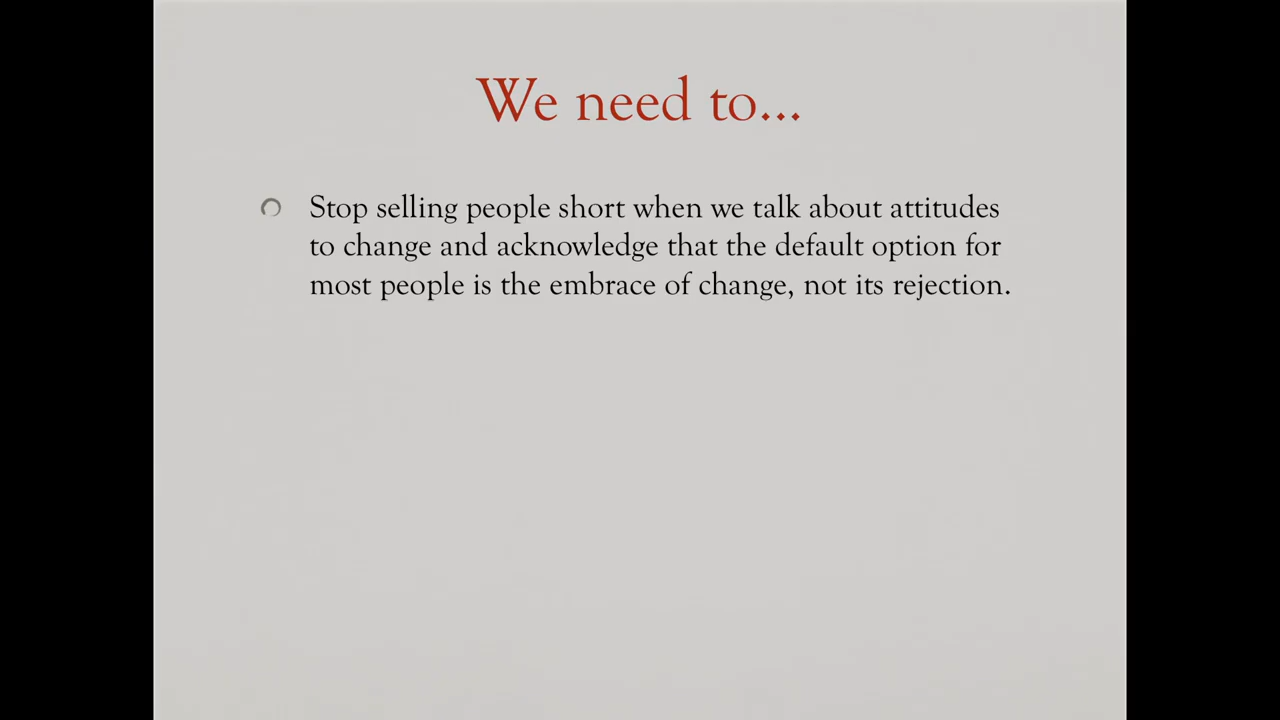 We need to...
Stop selling people short when we talk about attitudes
to change and acknowledge that the default option for
most people is the embrace of change, not its rejection.